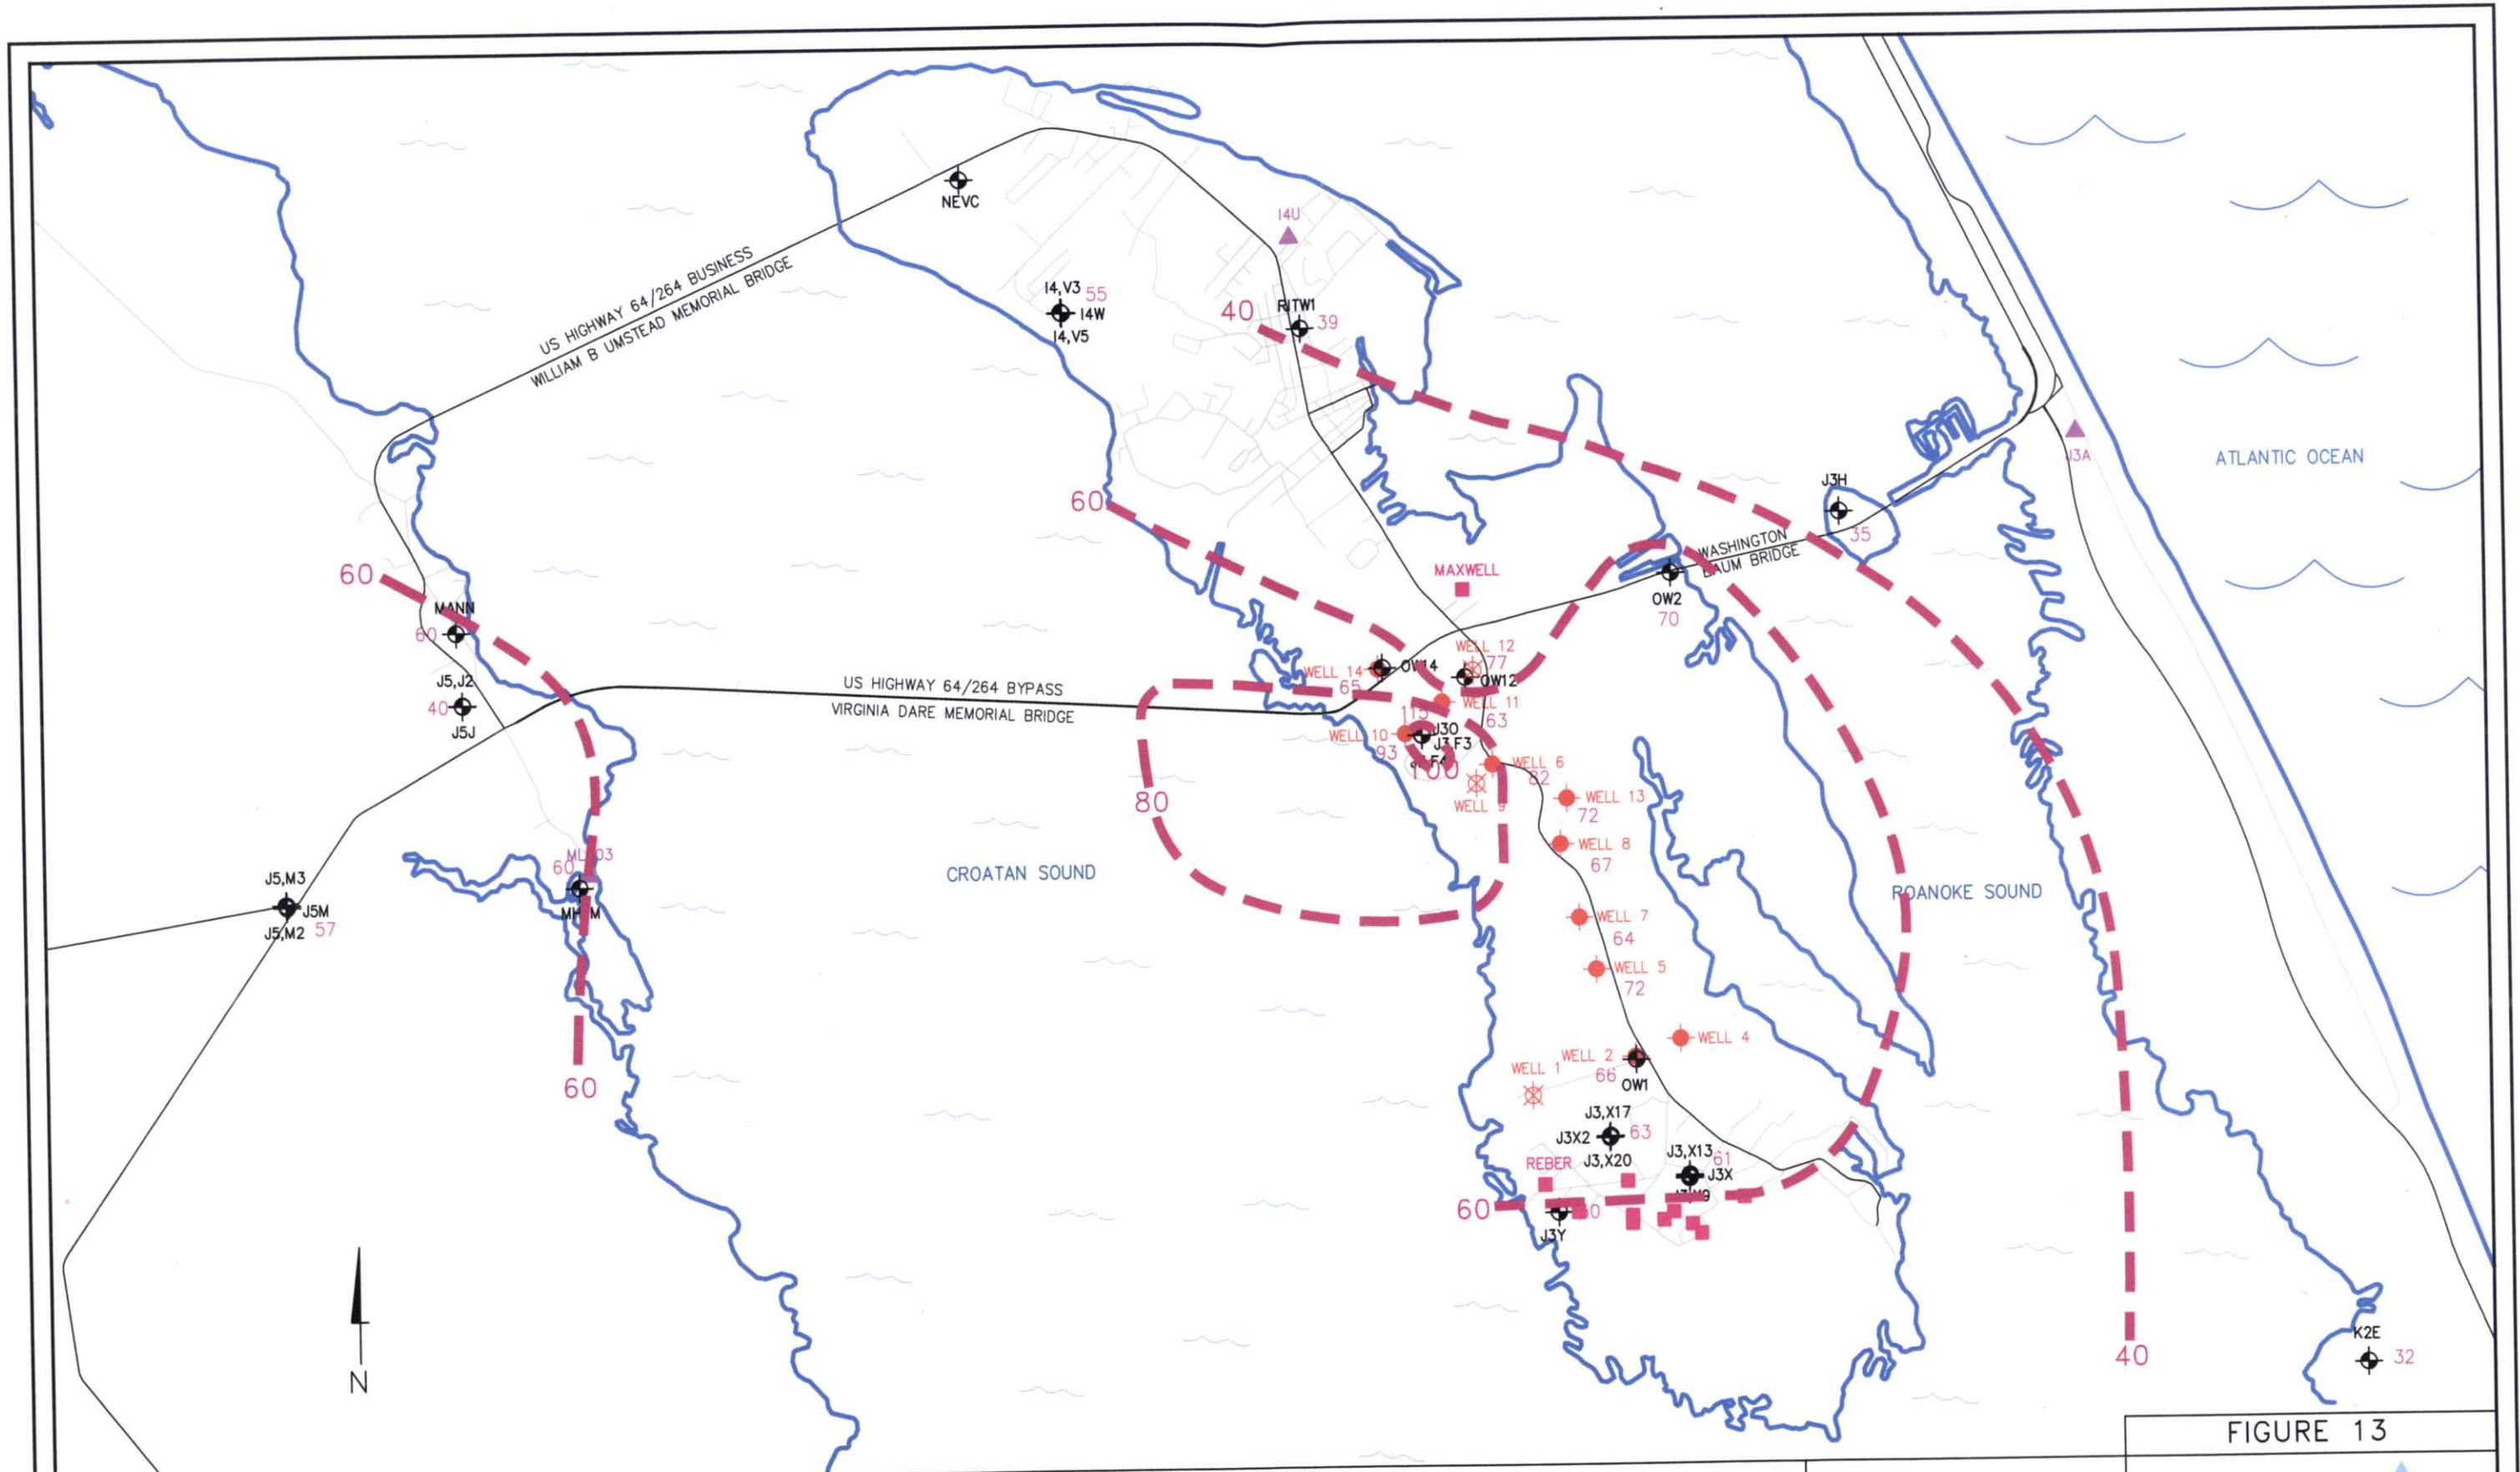 NEVC
I4U
US HIGHWAY 64/264 BUSINESS
WILLIAM B UMSTEAD MEMORIAL BRIDGE
I4,V3
55
I4W
I4,V5
40
RITW1
39
ATLANTIC OCEAN
J3A
J3H
35
60
WASHINGTON
BAUM BRIDGE
MAXWELL
60
MANN
60
OW2
70
WELL 12
77
WELL 14
OW14
65
OW12
J5,J2
40
J5J
US HIGHWAY 64/264 BYPASS
VIRGINIA DARE MEMORIAL BRIDGE
WELL 11
115
63
WELL 10
J3O
J3,F3
93
100
WELL 6
82
WELL 9
WELL 13
72
80
WELL 8
67
60
CROATAN SOUND
ROANOKE SOUND
J5,M3
J5M
J5,M2
57
WELL 7
64
WELL 5
72
WELL 4
WELL 2
WELL 1
66
OW1
60
J3,X17
J3X2
63
J3,X20
J3,X13
61
J3X
REBER
60
J3Y
N
K2E
32
40
FIGURE 13